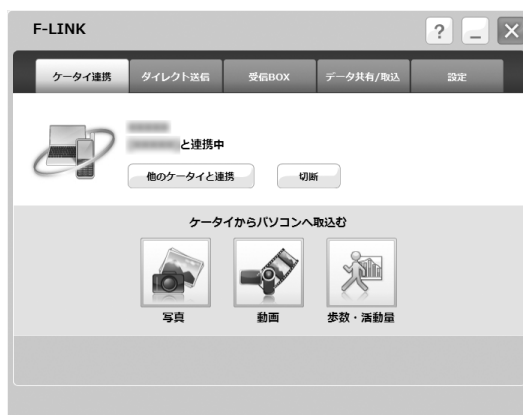 F-LINK
?
ケータイ連携 ダイレクト送信 受信BOX データ共有/取込 設定
と連携中
他のケータイと連携 切断
ケータイからパソコンへ取込む
写真 動画 歩数・活動量